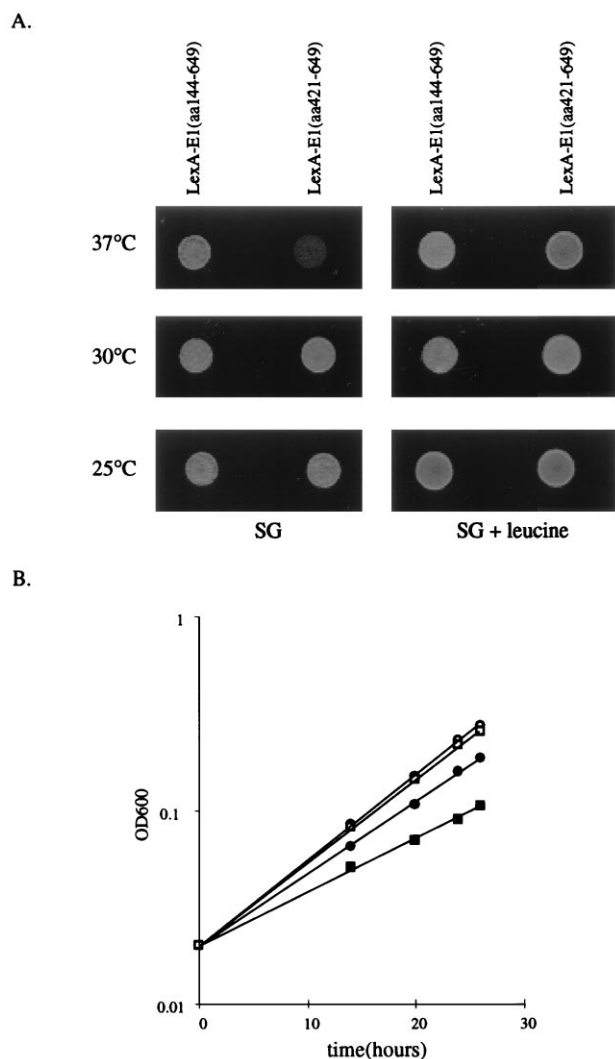 A.
LexA-E1(aa144-649)
LexA-E1(aa421-649)
LexA-E1(aa144-649)
LexA-E1(aa421-649)
37°C
30°C
25°C
SG
SG + leucine
B.
1
0.1
0.01
OD600
0
10
20
30
time(hours)